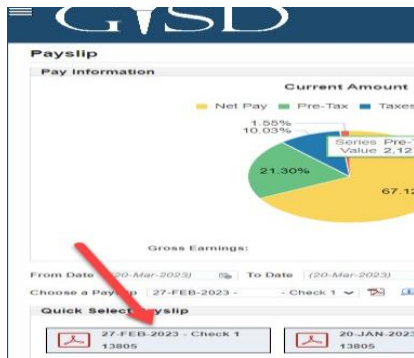 GVSD
Payslip
Pay Information
Current Amount
Net Pay Pre-Tax Taxes
1.55%
10.03%
Series Pre-T
Value 2,12
21.30%
67.12
Gross Earnings:
From Date (20-Mar-2023) To Date (20-Mar-2023)
Choose a Payslip 27-FEB-2023 - - Check 1
Quick Select Payslip
27-FEB-2023 - Check 1
13805
20-JAN-2023
13805